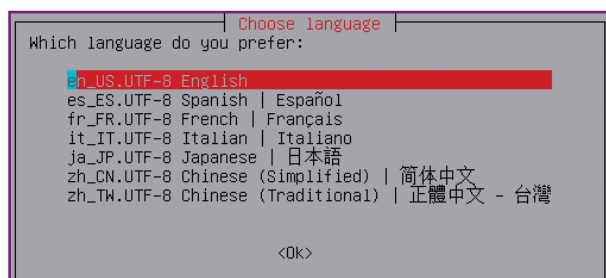 Choose language
Which language do you prefer:
en_US.UTF-8 English
es_ES.UTF-8 Spanish | Español
fr_FR.UTF-8 French | Français
it_IT.UTF-8 Italian | Italiano
ja_JP.UTF-8 Japanese | 日本語
zh_CN.UTF-8 Chinese (Simplified) | 简体中文
zh_TW.UTF-8 Chinese (Traditional) | 正體中文 - 台灣
<Ok>